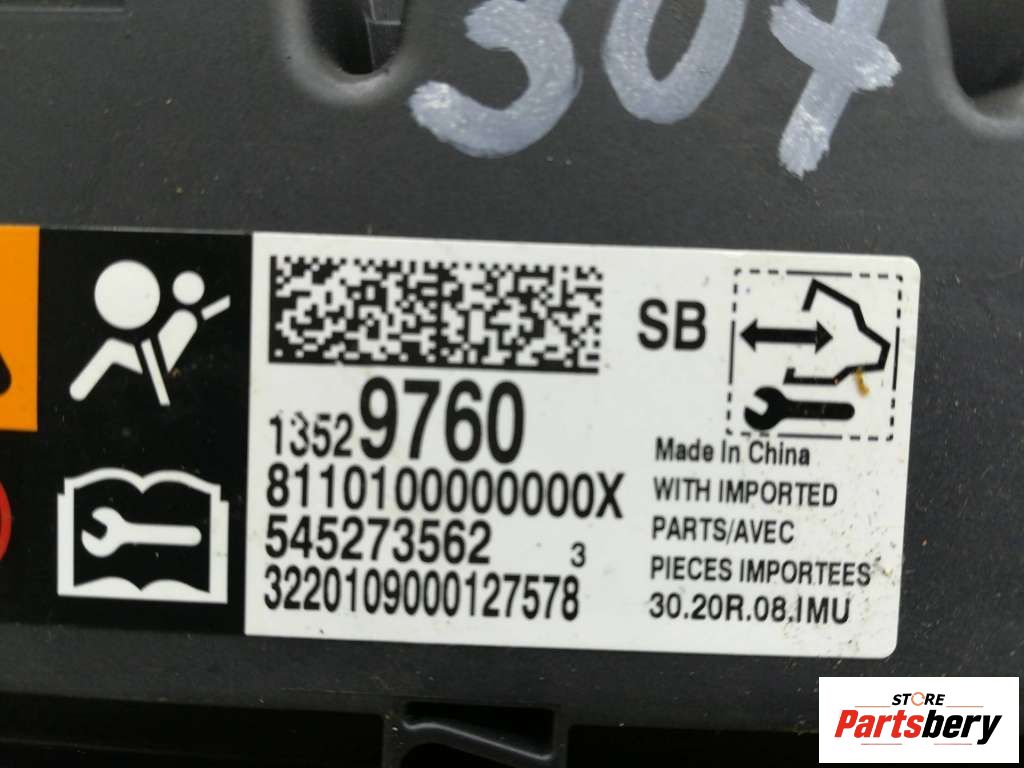 307
SB
13529760
8110100000000X
545273562 3
3220109000127578
Made In China
WITH IMPORTED
PARTS/AVEC
PIECES IMPORTEES
30.20R.08.IMU
STORE
Partsbery